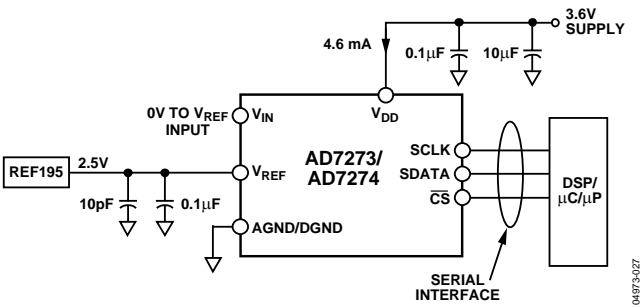 3.6V
SUPPLY
4.6 mA
0.1μF
10μF
0V TO VREF
INPUT
VIN
VDD
AD7273/
AD7274
SCLK
SDATA
CS
DSP/
μC/μP
REF195
2.5V
VREF
10pF
0.1μF
AGND/DGND
SERIAL
INTERFACE
04973-027